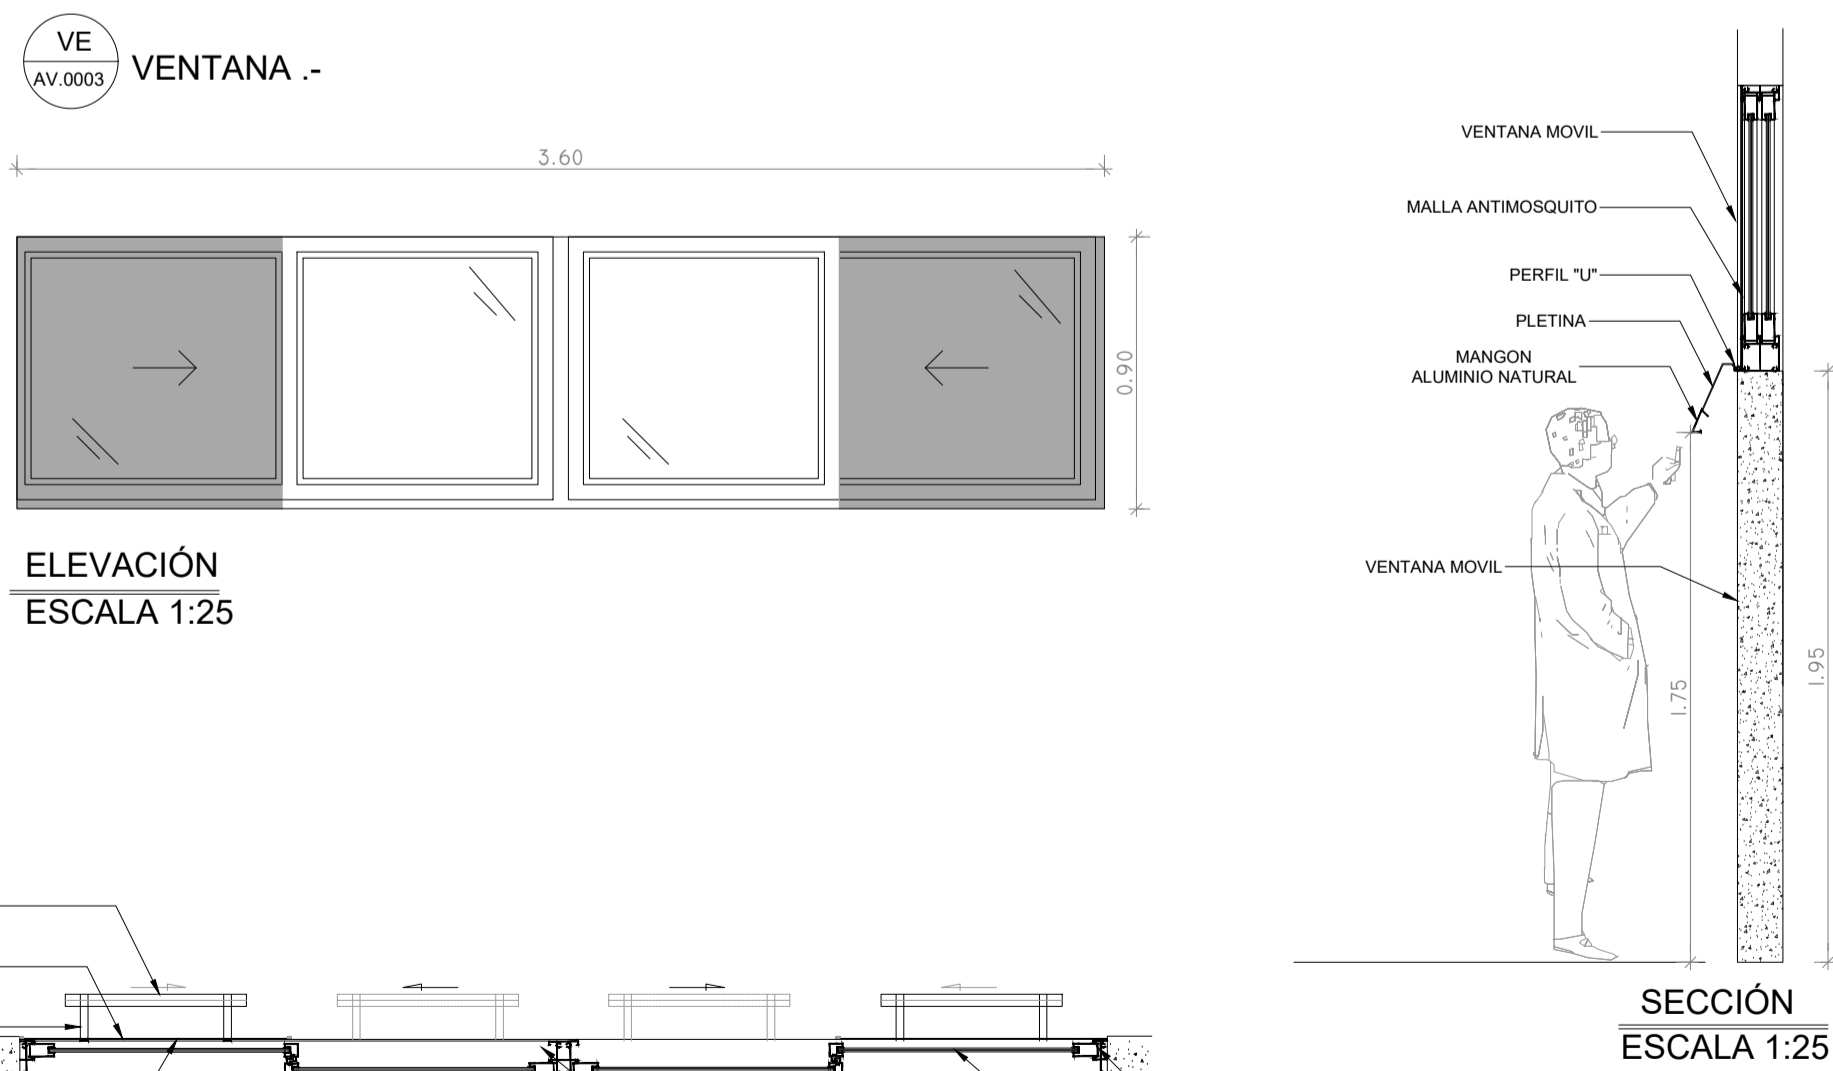 VE
AV.0003
VENTANA .-
3.60
0.90
ELEVACIÓN
ESCALA 1:25
VENTANA MOVIL
MALLA ANTIMOSQUITO
PERFIL "U"
PLETINA
MANGON
ALUMINIO NATURAL
VENTANA MOVIL
1.75
1.95
SECCIÓN
ESCALA 1:25